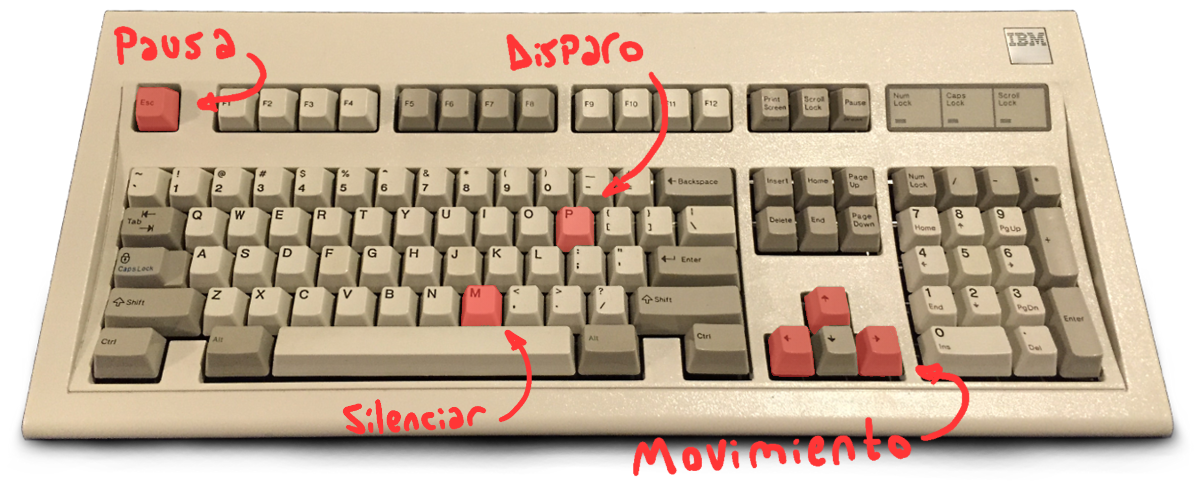 Pausa
Disparo
IBM
Esc F1 F2 F3 F4 F5 F6 F7 F8 F9 F10 F11 F12 Print Screen Scroll Lock Pause Num Lock Caps Lock Scroll Lock
~ ` ! 1 @ 2 # 3 $ 4 % 5 ^ 6 & 7 * 8 ( 9 ) 0 — - ← Backspace Insert Home Page Up Num Lock / - *
Tab Q W E R T Y U I O P { [ } ] | \ Delete End Page Down 7 Home 8 ↑ 9 PgUp +
CapsLock A S D F G H J K L : ; " ' ↵ Enter 4 ← 5 6 →
⇧ Shift Z X C V B N M < , > . ? / ⇧ Shift ↑ 1 End 2 ↓ 3 PgDn Enter
Ctrl Alt Alt Ctrl ← ↓ → 0 Ins . Del
Silenciar
Movimiento